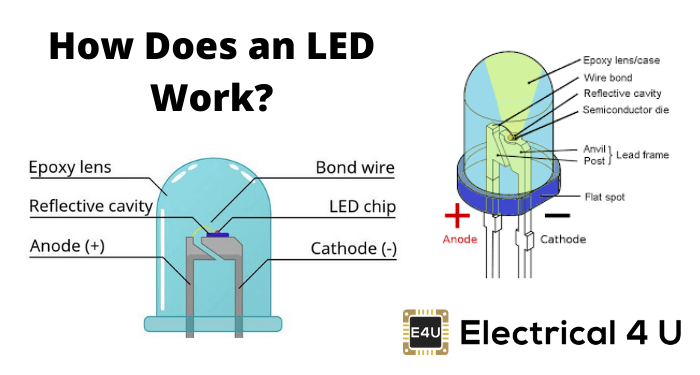 How Does an LED
Work?
Epoxy lens
Bond wire
Reflective cavity
LED chip
Anode (+)
Cathode (-)
Epoxy lens/case
Wire bond
Reflective cavity
Semiconductor die
Anvil
Post
Lead frame
Flat spot
+
Anode
−
Cathode
E4U
Electrical 4 U